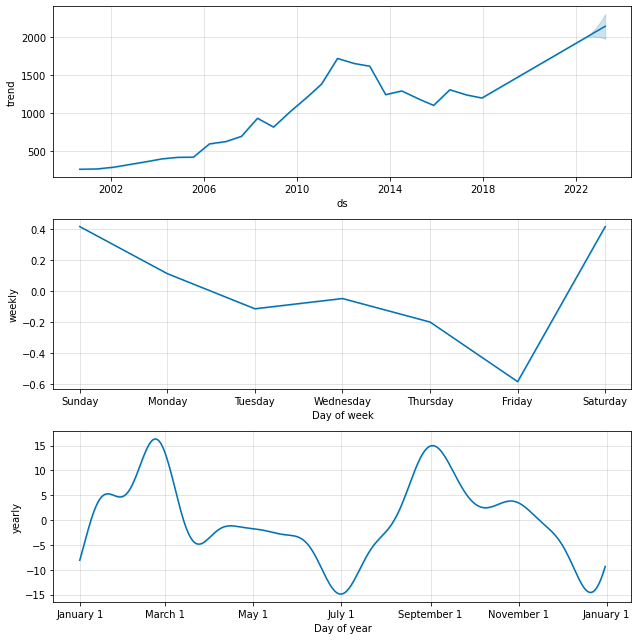 2000
1500
1000
500
trend
2002 2006 2010 2014 2018 2022
ds
0.4
0.2
0.0
−0.2
−0.4
−0.6
weekly
Sunday Monday Tuesday Wednesday Thursday Friday Saturday
Day of week
15
10
5
0
−5
−10
−15
yearly
January 1 March 1 May 1 July 1 September 1 November 1 January 1
Day of year